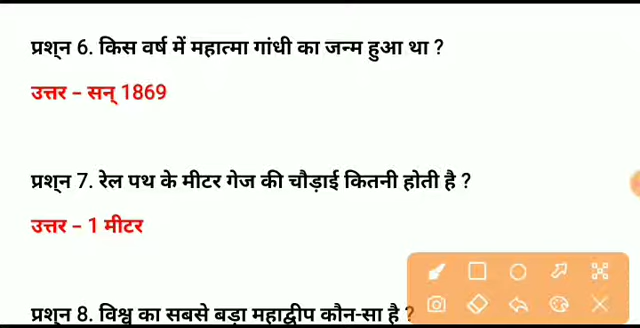 प्रश्न 6. किस वर्ष में महात्मा गांधी का जन्म हुआ था ?
उत्तर – सन् 1869
प्रश्न 7. रेल पथ के मीटर गेज की चौड़ाई कितनी होती है ?
उत्तर – 1 मीटर
प्रश्न 8. विश्व का सबसे बड़ा महाद्वीप कौन-सा है ?